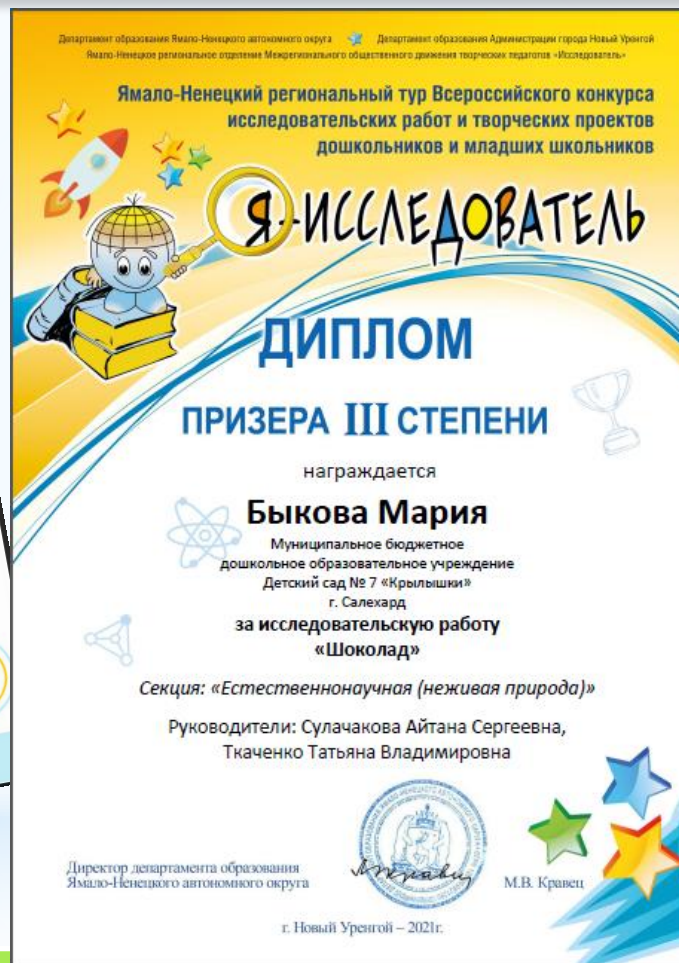 Департамент образования Ямало-Ненецкого автономного округа Департамент образования Администрации города Новый Уренгой
Ямало-Ненецкое региональное отделение Межрегионального общественного движения творческих педагогов «Исследователь»
Ямало-Ненецкий региональный тур Всероссийского конкурса
исследовательских работ и творческих проектов
дошкольников и младших школьников
Я-ИССЛЕДОВАТЕЛЬ
ДИПЛОМ
ПРИЗЕРА III СТЕПЕНИ
награждается
Быкова Мария
Муниципальное бюджетное
дошкольное образовательное учреждение
Детский сад № 7 «Крылышки»
г. Салехард
за исследовательскую работу
«Шоколад»
Секция: «Естественнонаучная (неживая природа)»
Руководители: Сулачакова Айтана Сергеевна,
Ткаченко Татьяна Владимировна
Директор департамента образования
Ямало-Ненецкого автономного округа
М.В. Кравец
г. Новый Уренгой – 2021г.